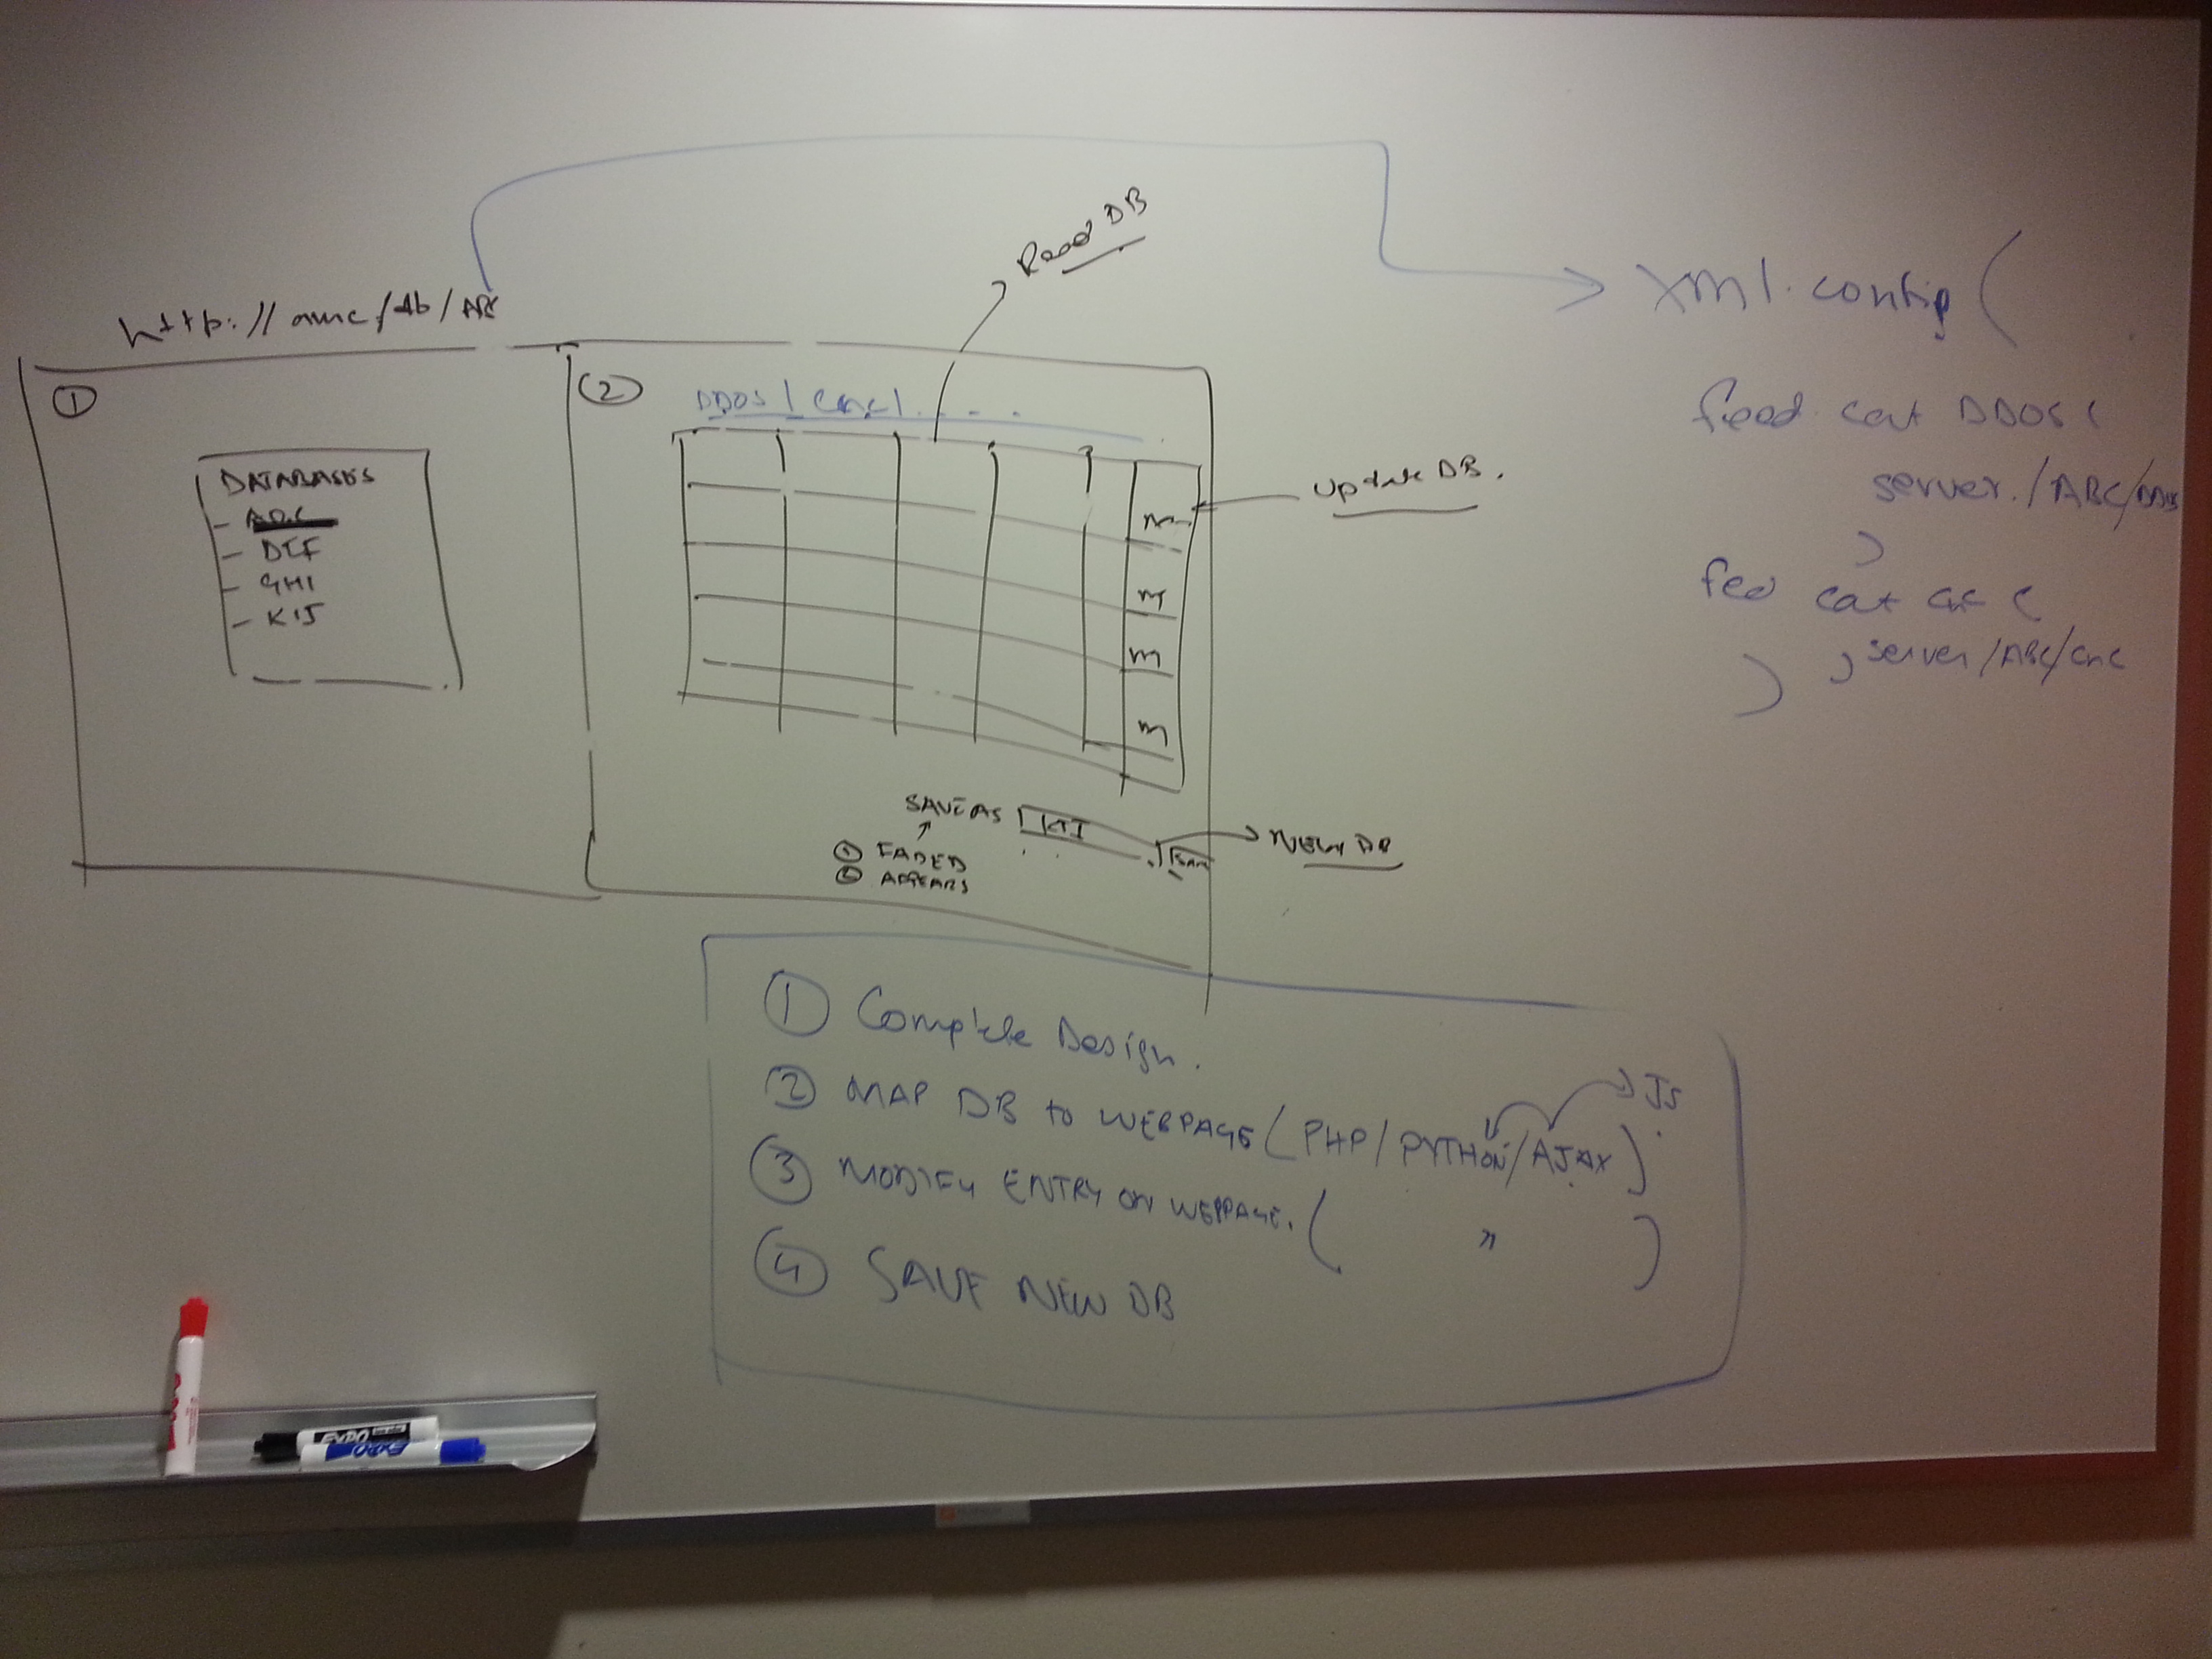 Read DB
http://amc/db/ABC
xml.config (
①
②
DDOS | CnC | . . . .
feed cat DDOS (
server./ABC/DDOS
)
feed cat CnC (
server/ABC/CnC
)
)
Update DB.
DATABASES
- ABC
- DEF
- GHI
- KIJ
m
m
m
m
SAVE AS
KIJ
SAVE
NEW DB
① FADED
② APPEARS
① Complete Design.
② MAP DB to WEBPAGE (PHP/PYTHON/AJAX)
JS
③ MODIFY ENTRY ON WEBPAGE. ( " )
④ SAVE NEW DB
EXPO
EXPO